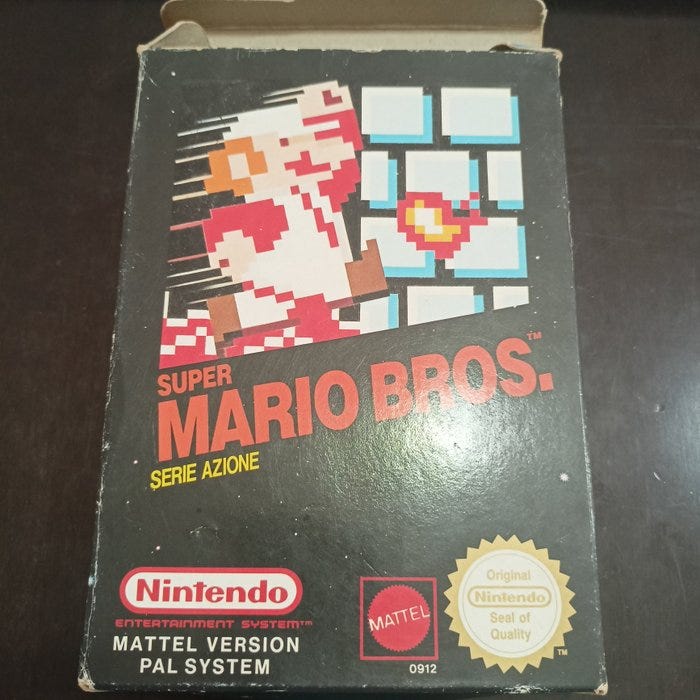 SUPER
MARIO BROS.™
SERIE AZIONE
Nintendo
ENTERTAINMENT SYSTEM™
MATTEL VERSION
PAL SYSTEM
MATTEL
0912
Original
Nintendo
Seal of
Quality
TM